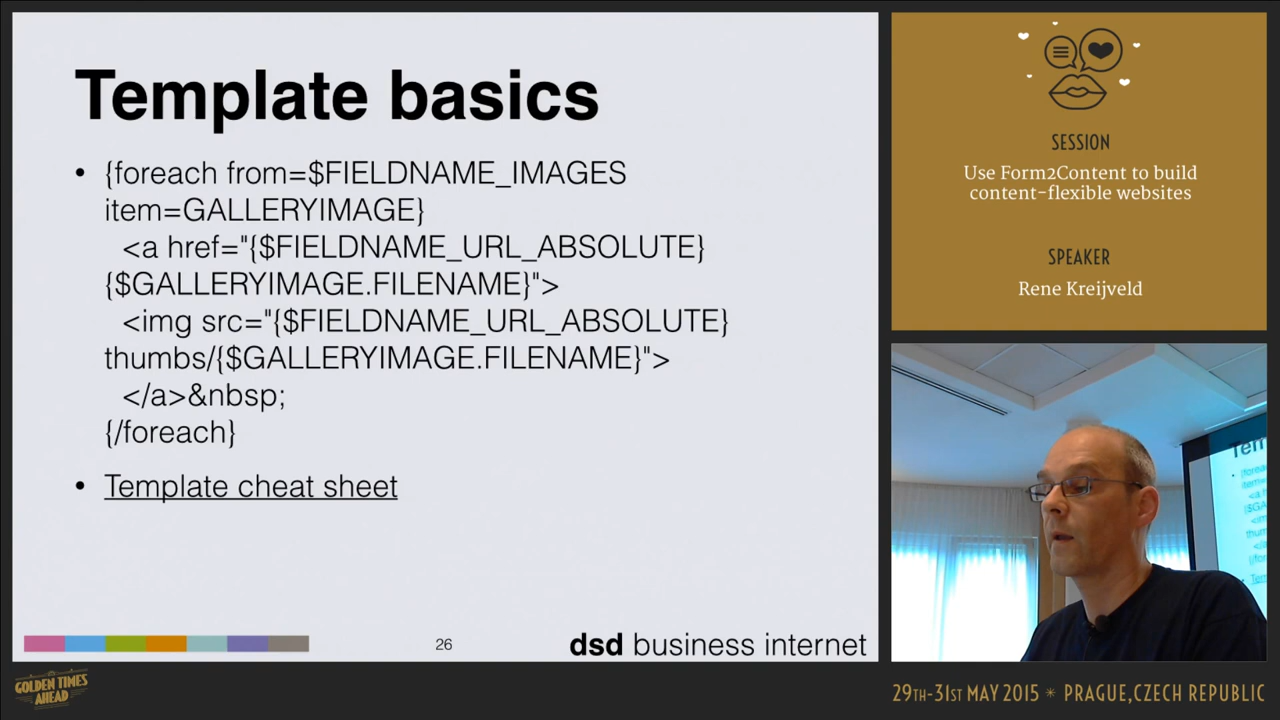 Template basics
• {foreach from=$FIELDNAME_IMAGES
item=GALLERYIMAGE}
<a href="{$FIELDNAME_URL_ABSOLUTE}
{$GALLERYIMAGE.FILENAME}">
<img src="{$FIELDNAME_URL_ABSOLUTE}
thumbs/{$GALLERYIMAGE.FILENAME}">
</a>&nbsp;
{/foreach}
• Template cheat sheet
26
dsd business internet
SESSION
Use Form2Content to build
content-flexible websites
SPEAKER
Rene Kreijveld
GOLDEN TIMES
AHEAD
29TH-31ST MAY 2015 * PRAGUE,CZECH REPUBLIC